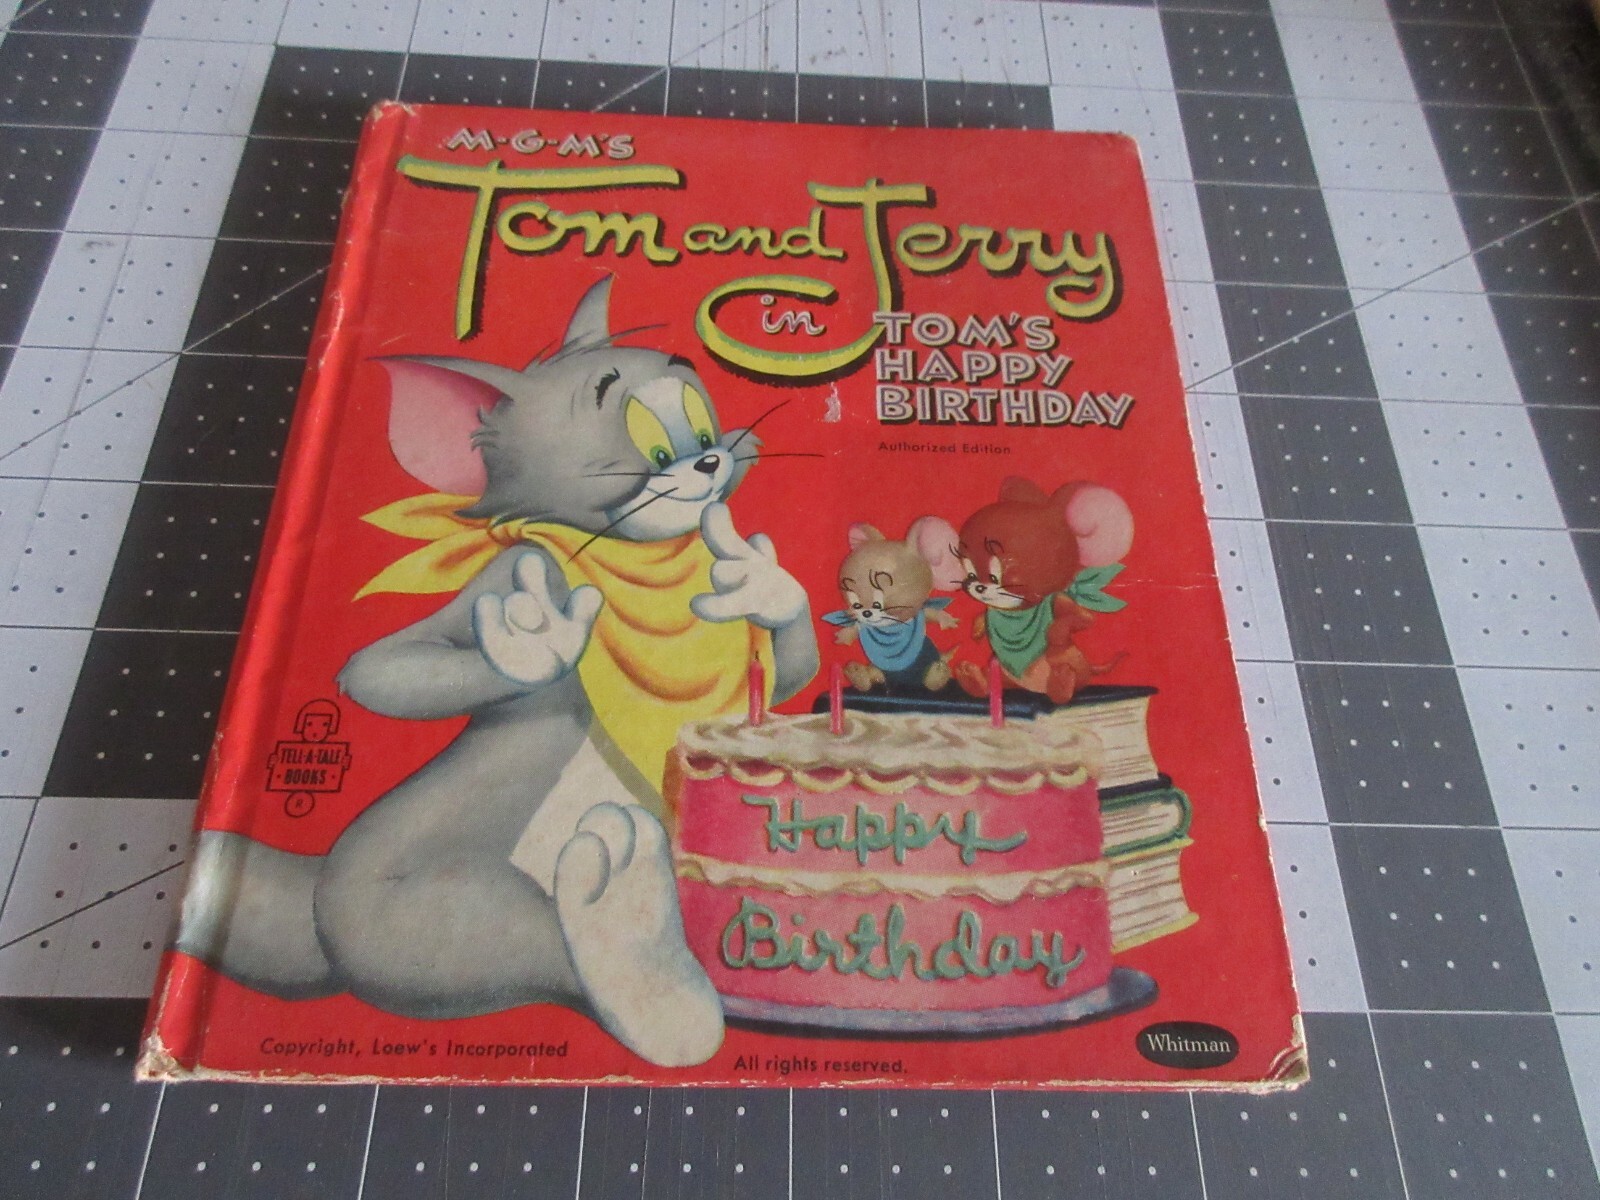 M·G·M'S
Tom and Jerry
in
TOM'S
HAPPY
BIRTHDAY
Authorized Edition
TELL-A-TALE
BOOKS
Happy
Birthday
Copyright, Loew's Incorporated
All rights reserved.
Whitman